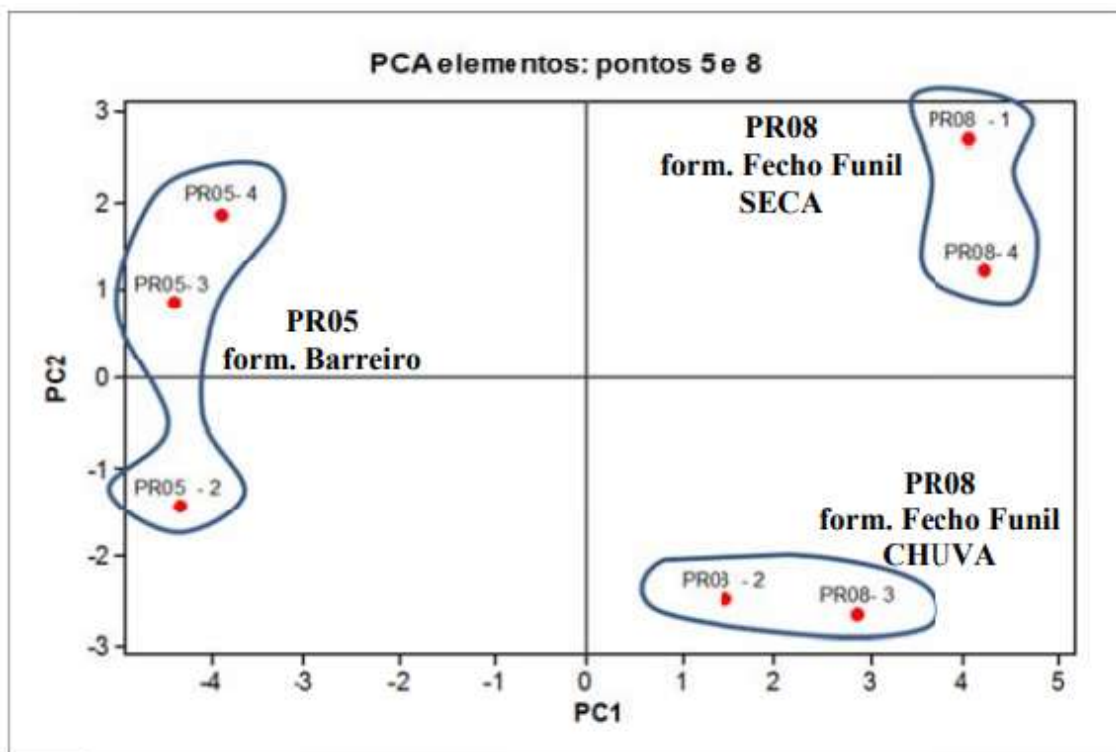 PCA elementos: pontos 5 e 8
PR08
form. Fecho Funil
SECA
PR08 - 1
PR08- 4
PR05- 4
PR05- 3
PR05 - 2
PR05
form. Barreiro
PR08
form. Fecho Funil
CHUVA
PR08 - 2
PR08- 3
PC2
3
2
1
0
-1
-2
-3
-4
-3
-2
-1
0
1
2
3
4
5
PC1